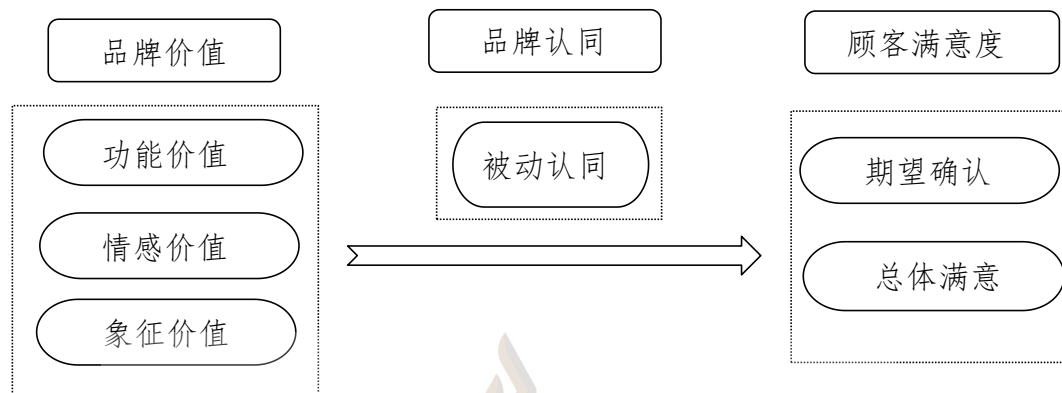 品牌价值
品牌认同
顾客满意度
功能价值
情感价值
象征价值
被动认同
期望确认
总体满意